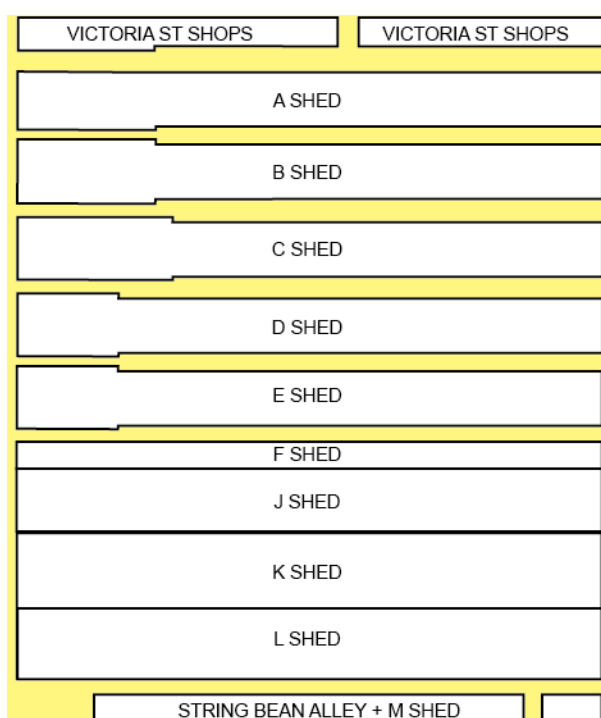 VICTORIA ST SHOPS VICTORIA ST SHOPS
A SHED
B SHED
C SHED
D SHED
E SHED
F SHED
J SHED
K SHED
L SHED
STRING BEAN ALLEY + M SHED